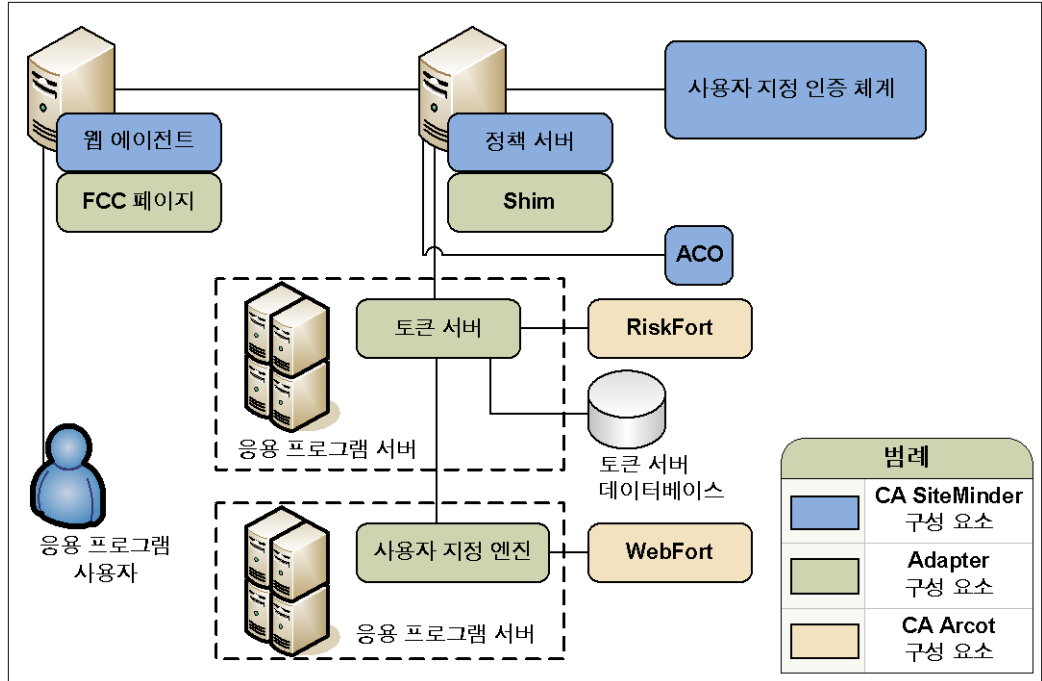 사용자 지정 인증 체계
웹 에이전트
FCC 페이지
정책 서버
Shim
ACO
토큰 서버
RiskFort
응용 프로그램 서버
토큰 서버
데이터베이스
응용 프로그램
사용자
사용자 지정 엔진
WebFort
응용 프로그램 서버
범례
CA SiteMinder
구성 요소
Adapter
구성 요소
CA Arcot
구성 요소